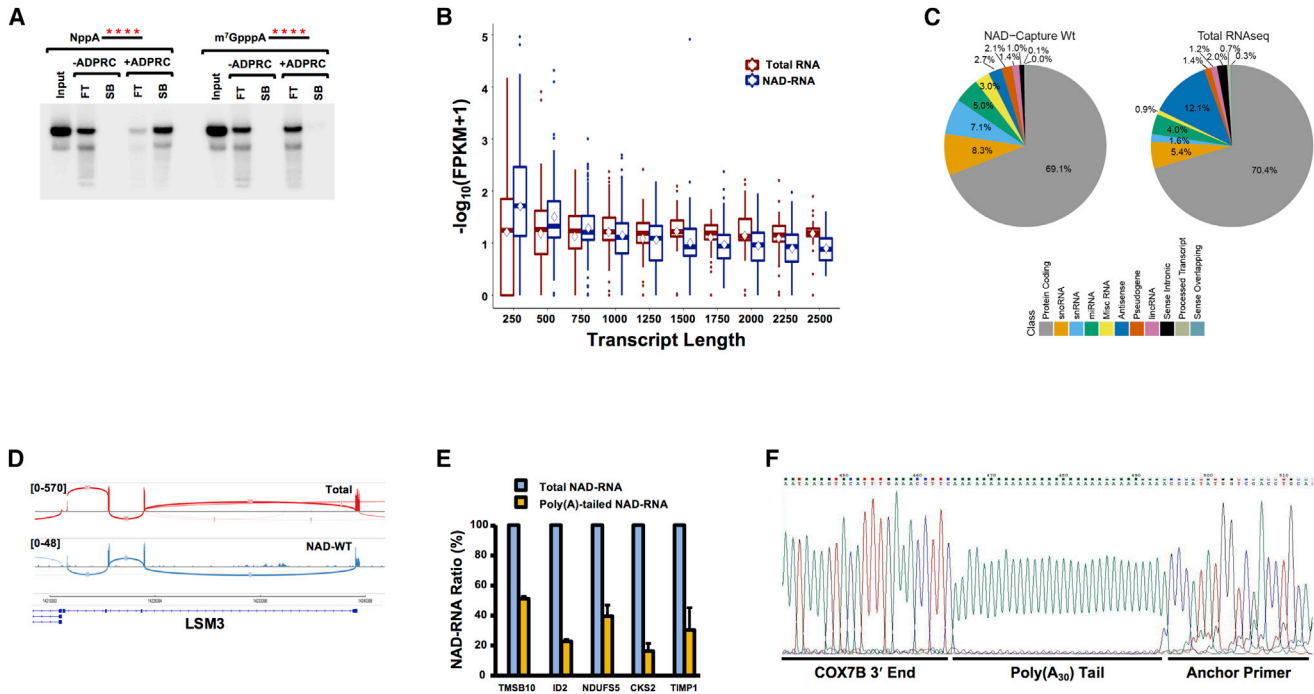 A
NppA ****
m⁷GpppA ****
-ADPRC +ADPRC -ADPRC +ADPRC
Input FT SB FT SB Input FT SB FT SB
B
Total RNA
NAD-RNA
-log₁₀(FPKM+1)
5
4
3
2
1
0
250 500 750 1000 1250 1500 1750 2000 2250 2500
Transcript Length
C
NAD-Capture Wt
2.7%
2.1%
1.4%
1.0%
0.1%
0.0%
3.0%
5.0%
7.1%
8.3%
69.1%
Total RNAseq
1.2%
1.4%
2.0%
0.7%
0.3%
12.1%
0.9%
4.0%
1.6%
5.4%
70.4%
Class
Protein Coding
snoRNA
snRNA
miRNA
Misc RNA
Antisense
Pseudogene
lincRNA
Sense Intronic
Processed Transcript
Sense Overlapping
D
[0-570]
Total
[0-48]
NAD-WT
LSM3
E
Total NAD-RNA
Poly(A)-tailed NAD-RNA
NAD-RNA Ratio (%)
100
80
60
40
20
0
TMSB10 ID2 NDUFS5 CKS2 TIMP1
F
COX7B 3′ End
Poly(A₃₀) Tail
Anchor Primer